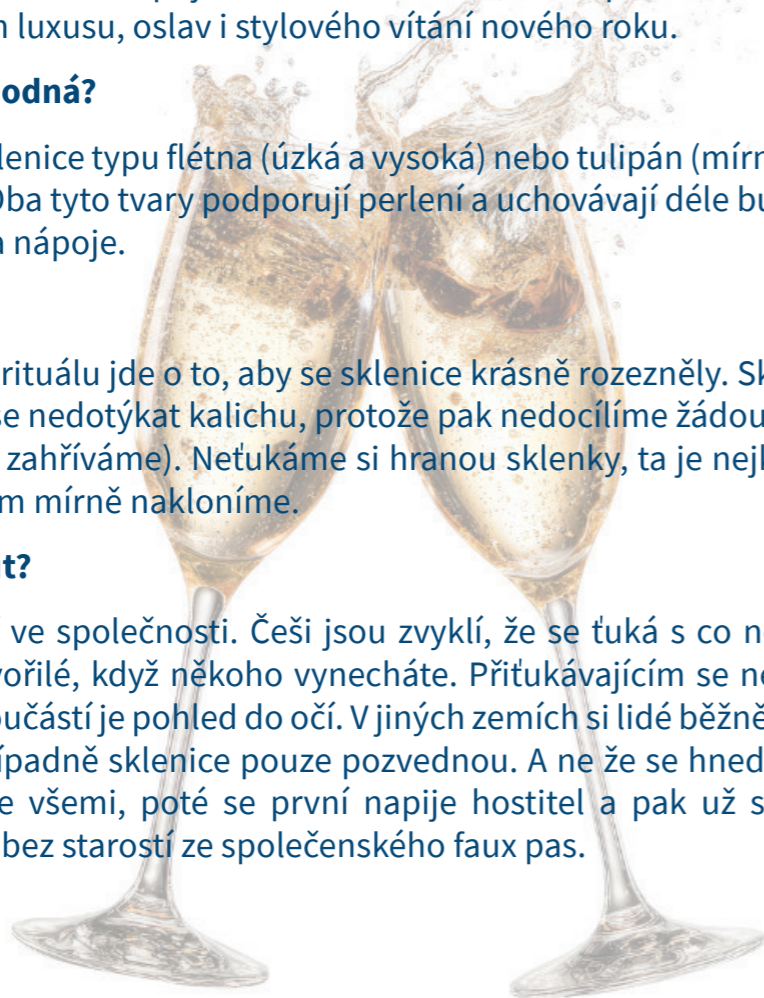 n luxusu, oslav i stylového vítání nového roku.
odná?
lenice typu flétna (úzká a vysoká) nebo tulipán (mírn
Oba tyto tvary podporují perlení a uchovávají déle bu
a nápoje.
rituálu jde o to, aby se sklenice krásně rozezněly. Sk
se nedotýkat kalichu, protože pak nedocílíme žádou
zahříváme). Neťukáme si hranou sklenky, ta je nejk
m mírně nakloníme.
it?
í ve společnosti. Češi jsou zvyklí, že se ťuká s co ne
vořilé, když někoho vynecháte. Přiťukávajícím se ne
oučástí je pohled do očí. V jiných zemích si lidé běžně
ípadně sklenice pouze pozvednou. A ne že se hned
e všemi, poté se první napije hostitel a pak už s
bez starostí ze společenského faux pas.